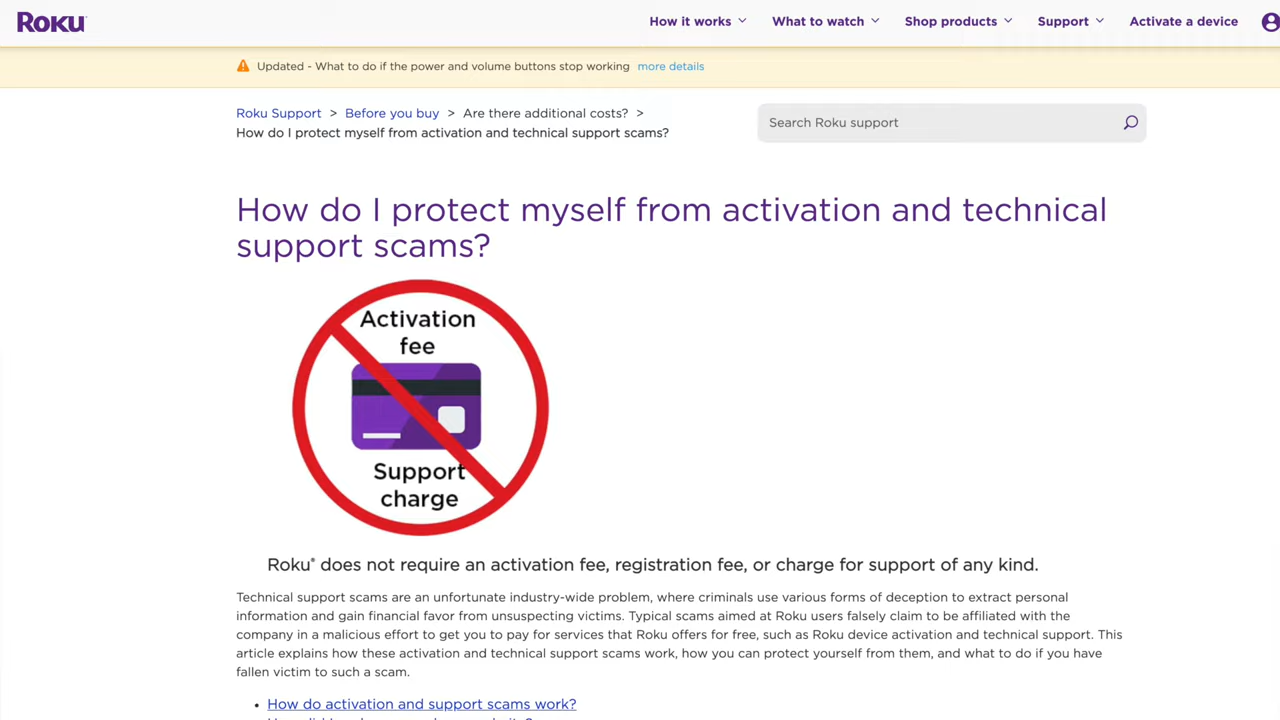 ROKU
How it works
What to watch
Shop products
Support
Activate a device
Updated - What to do if the power and volume buttons stop working more details
Roku Support > Before you buy > Are there additional costs? >
How do I protect myself from activation and technical support scams?
Search Roku support
How do I protect myself from activation and technical
support scams?
Activation
fee
Support
charge
Roku® does not require an activation fee, registration fee, or charge for support of any kind.
Technical support scams are an unfortunate industry-wide problem, where criminals use various forms of deception to extract personal
information and gain financial favor from unsuspecting victims. Typical scams aimed at Roku users falsely claim to be affiliated with the
company in a malicious effort to get you to pay for services that Roku offers for free, such as Roku device activation and technical support. This
article explains how these activation and technical support scams work, how you can protect yourself from them, and what to do if you have
fallen victim to such a scam.
• How do activation and support scams work?